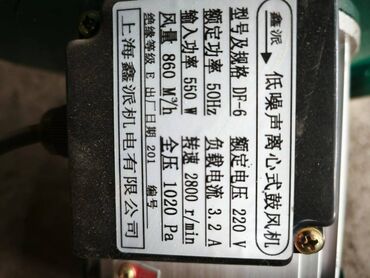 鑫派 低噪声离心式鼓风机
型号及规格 DF-6 额定电压 220 V
额定功率 50Hz 负载电流 3.2 A
输入功率 550 W 转速 2800 r/min
风量 860 M³/h 全压 1020 Pa
绝缘等级 E 出厂日期 201 编号
上海鑫派机电有限公司